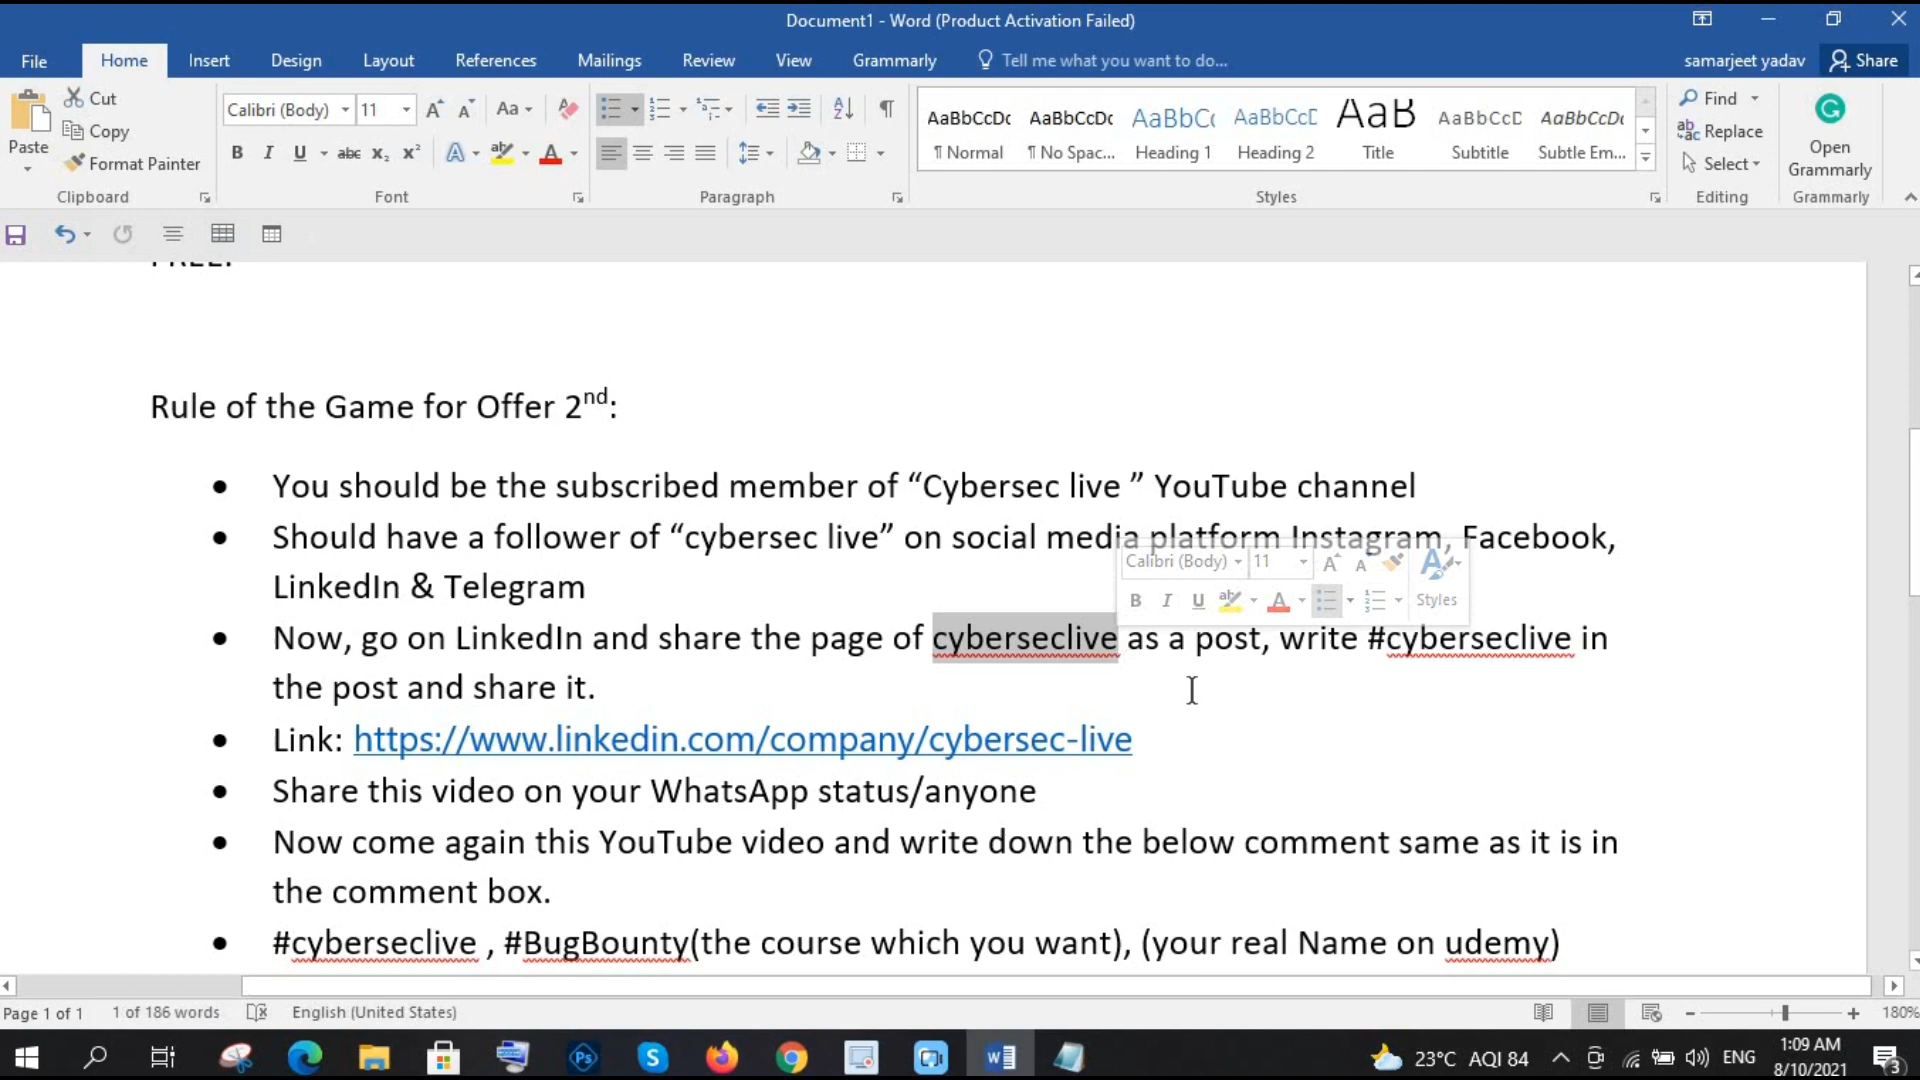 Document1 - Word (Product Activation Failed)
File Home Insert Design Layout References Mailings Review View Grammarly Tell me what you want to do... samarjeet yadav Share
Cut
Copy
Format Painter
Paste
Clipboard
Calibri (Body) 11
Font
Paragraph
AaBbCcDc AaBbCcDc AaBbC AaBbCcD AaB AaBbCcD AaBbCcDc
¶ Normal ¶ No Spac... Heading 1 Heading 2 Title Subtitle Subtle Em...
Styles
Find
Replace
Select
Editing
Open
Grammarly
Grammarly
FREE.
Rule of the Game for Offer 2nd:
• You should be the subscribed member of “Cybersec live ” YouTube channel
• Should have a follower of “cybersec live” on social media platform Instagram, Facebook,
LinkedIn & Telegram
Calibri (Body) 11
Styles
• Now, go on LinkedIn and share the page of cyberseclive as a post, write #cyberseclive in
the post and share it.
• Link: https://www.linkedin.com/company/cybersec-live
• Share this video on your WhatsApp status/anyone
• Now come again this YouTube video and write down the below comment same as it is in
the comment box.
• #cyberseclive , #BugBounty(the course which you want), (your real Name on udemy)
Page 1 of 1 1 of 186 words English (United States) 180%
23°C AQI 84 ENG 1:09 AM
8/10/2021
3